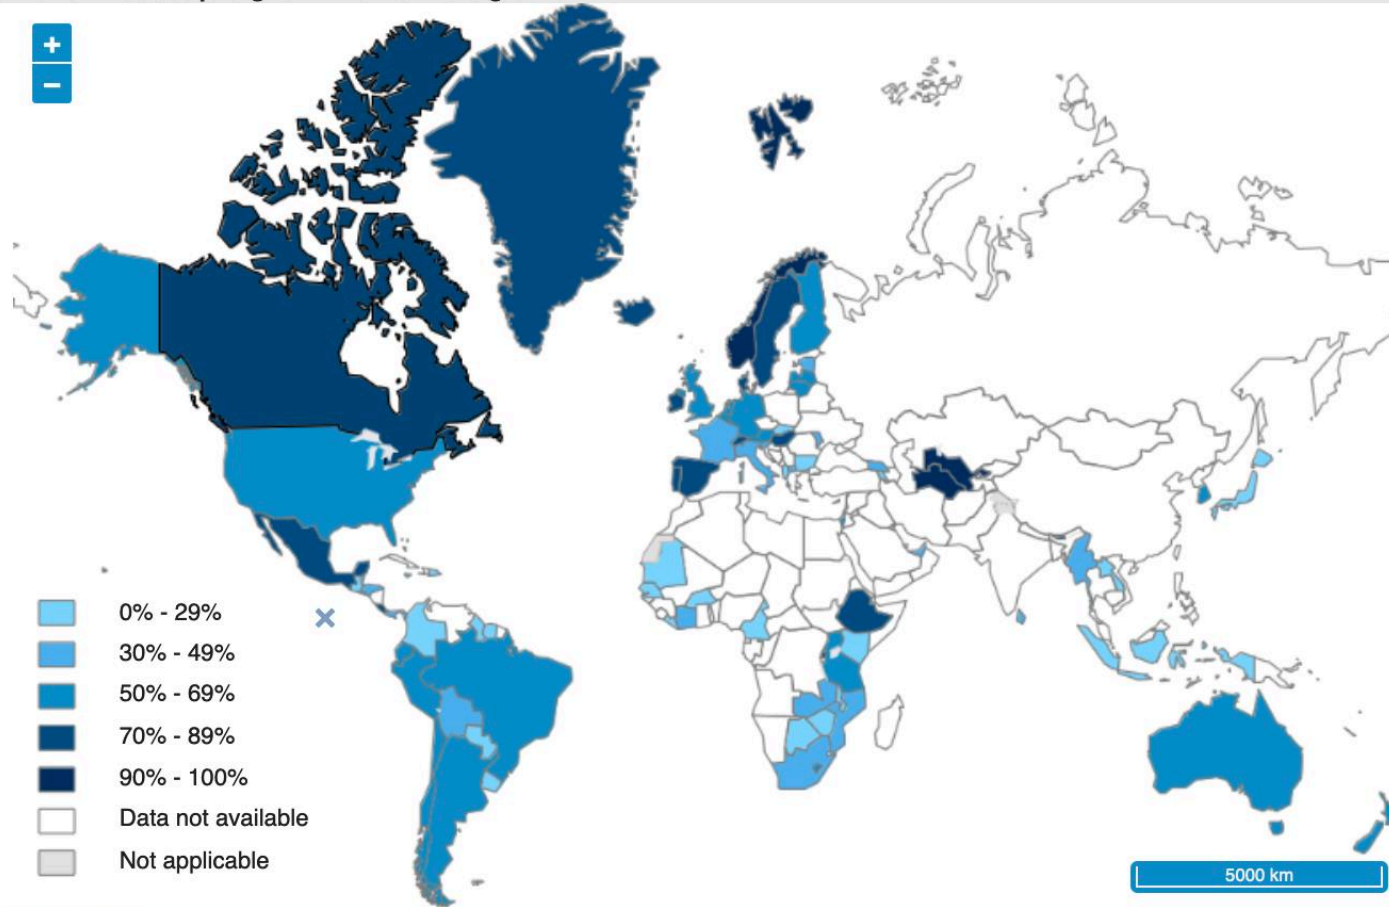 +
−
0% - 29%
30% - 49%
50% - 69%
70% - 89%
90% - 100%
Data not available
Not applicable
5000 km